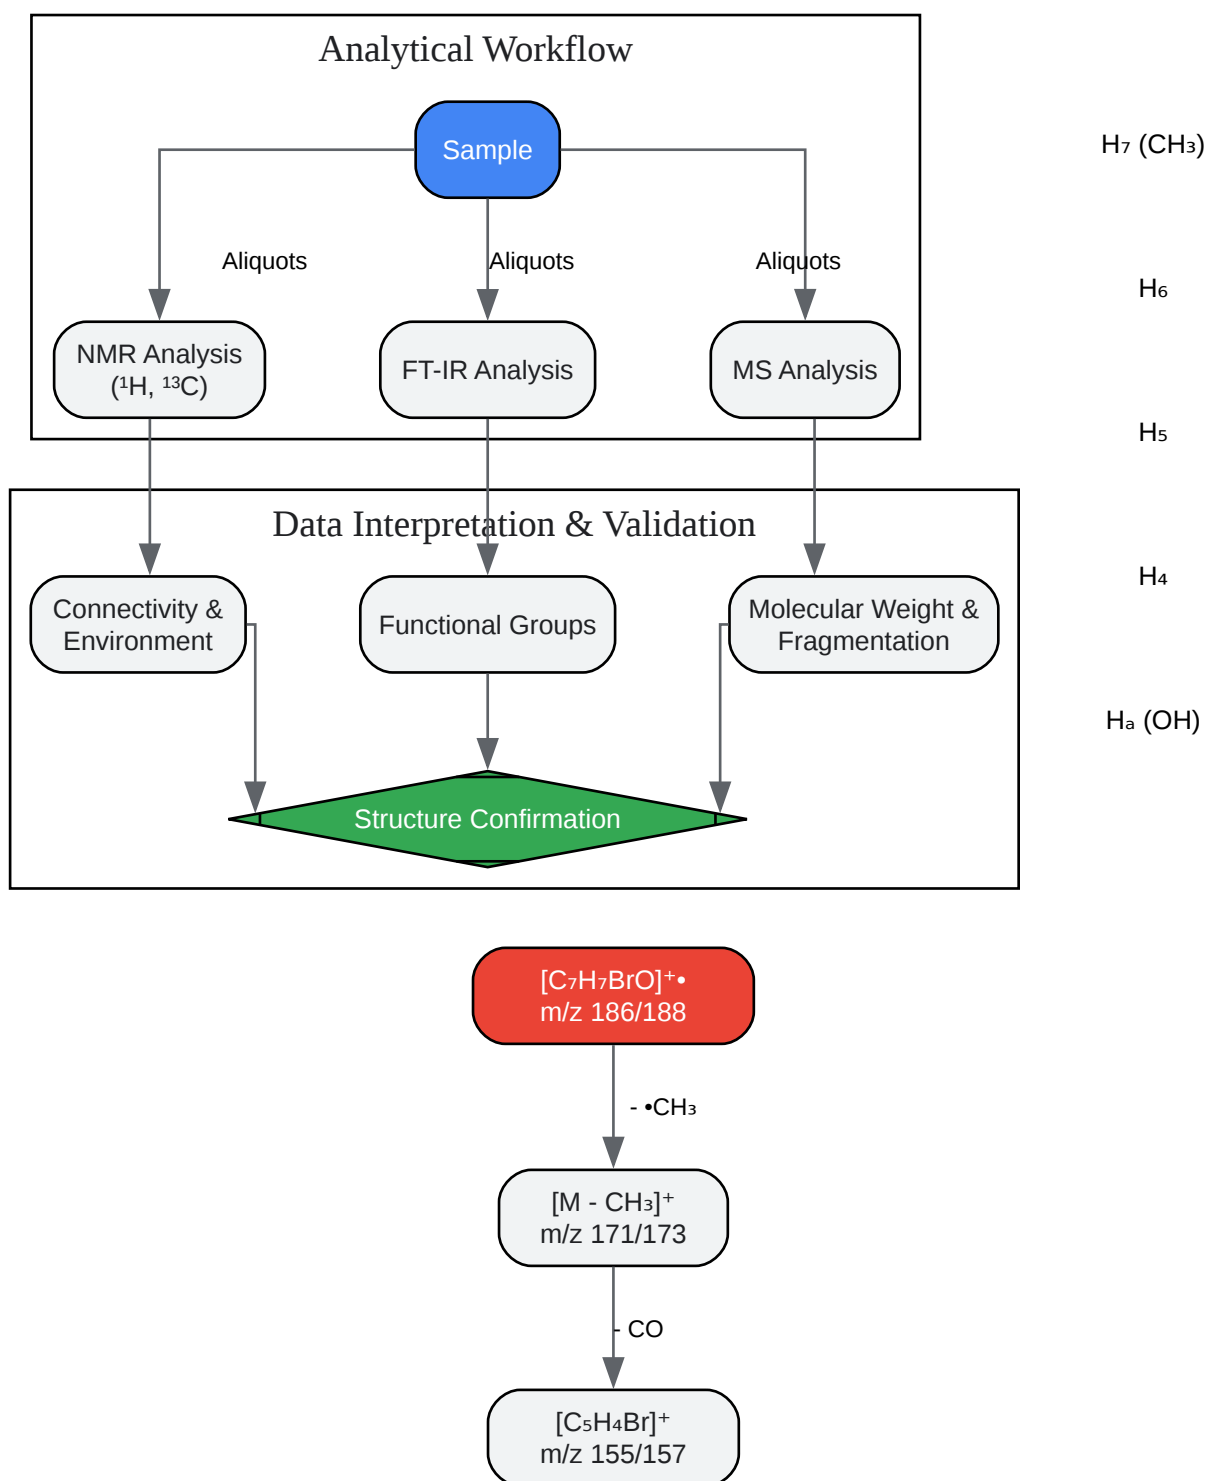 Analytical Workflow
Sample
Aliquots
Aliquots
Aliquots
NMR Analysis
(¹H, ¹³C)
FT-IR Analysis
MS Analysis
Data Interpretation & Validation
Connectivity &
Environment
Functional Groups
Molecular Weight &
Fragmentation
Structure Confirmation
H₇ (CH₃)
H₆
H₅
H₄
Hₐ (OH)
[C₇H₇BrO]⁺•
m/z 186/188
- •CH₃
[M - CH₃]⁺
m/z 171/173
- CO
[C₅H₄Br]⁺
m/z 155/157